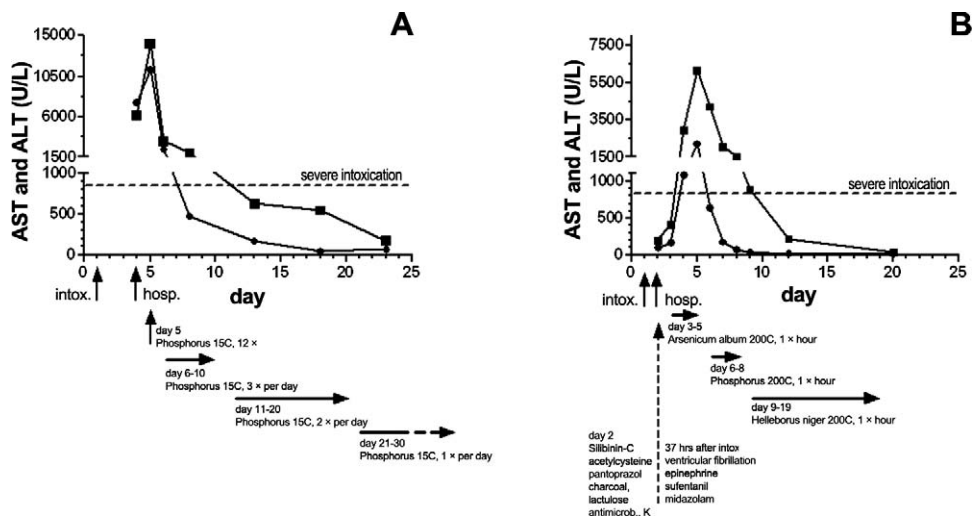 A
15000
10500
6000
1500
1000
500
0
AST and ALT (U/L)
severe intoxication
0 5 10 15 20 25
intox.
hosp.
day
day 5
Phosphorus 15C, 12 ×
day 6-10
Phosphorus 15C, 3 × per day
day 11-20
Phosphorus 15C, 2 × per day
day 21-30
Phosphorus 15C, 1 × per day
B
7500
5500
3500
1500
1000
500
0
AST and ALT (U/L)
severe intoxication
0 5 10 15 20 25
intox.
hosp.
day
day 3-5
Arsenicum album 200C, 1 × hour
day 6-8
Phosphorus 200C, 1 × hour
day 9-19
Helleborus niger 200C, 1 × hour
day 2
Silibinin-C
acetylcysteine
pantoprazol
charcoal,
lactulose
antimicrob., K
37 hrs after intox
ventricular fibrillation
epinephrine
sufentanil
midazolam